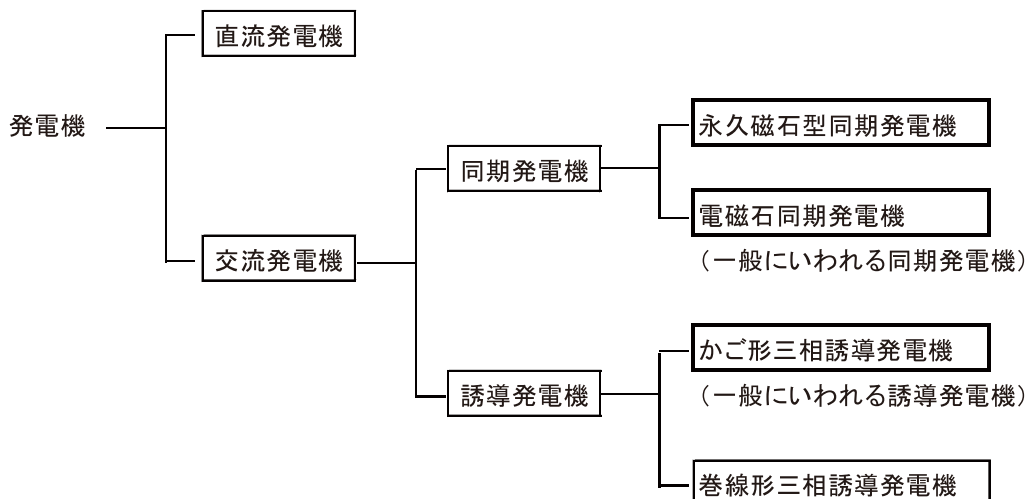 直流発電機
発電機
永久磁石型同期発電機
同期発電機
電磁石同期発電機
(一般にいわれる同期発電機)
交流発電機
かご形三相誘導発電機
(一般にいわれる誘導発電機)
誘導発電機
巻線形三相誘導発電機